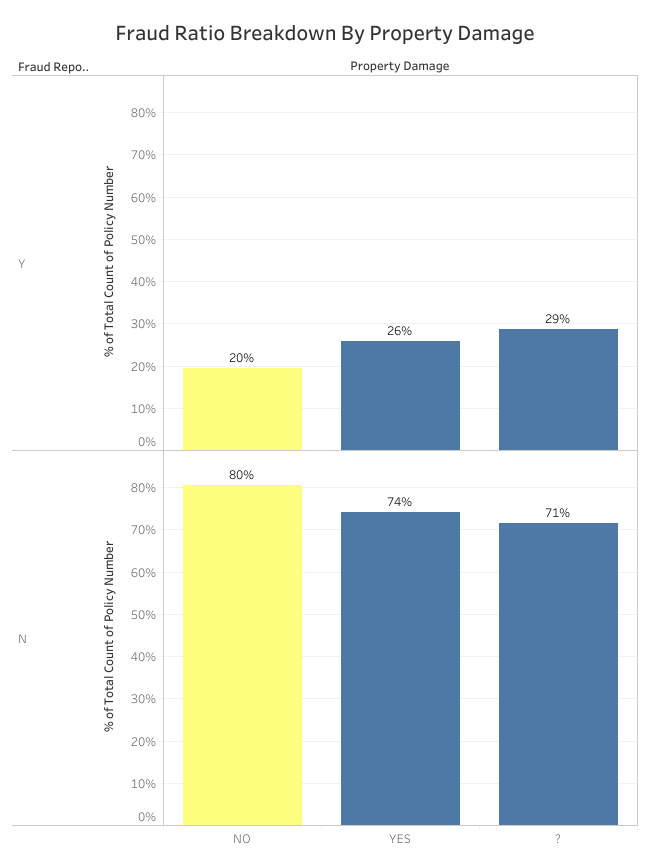 Fraud Ratio Breakdown By Property Damage
Fraud Repo..
Property Damage
Y
% of Total Count of Policy Number
80%
70%
60%
50%
40%
30%
20%
10%
0%
20%
26%
29%
N
% of Total Count of Policy Number
80%
70%
60%
50%
40%
30%
20%
10%
0%
80%
74%
71%
NO
YES
?